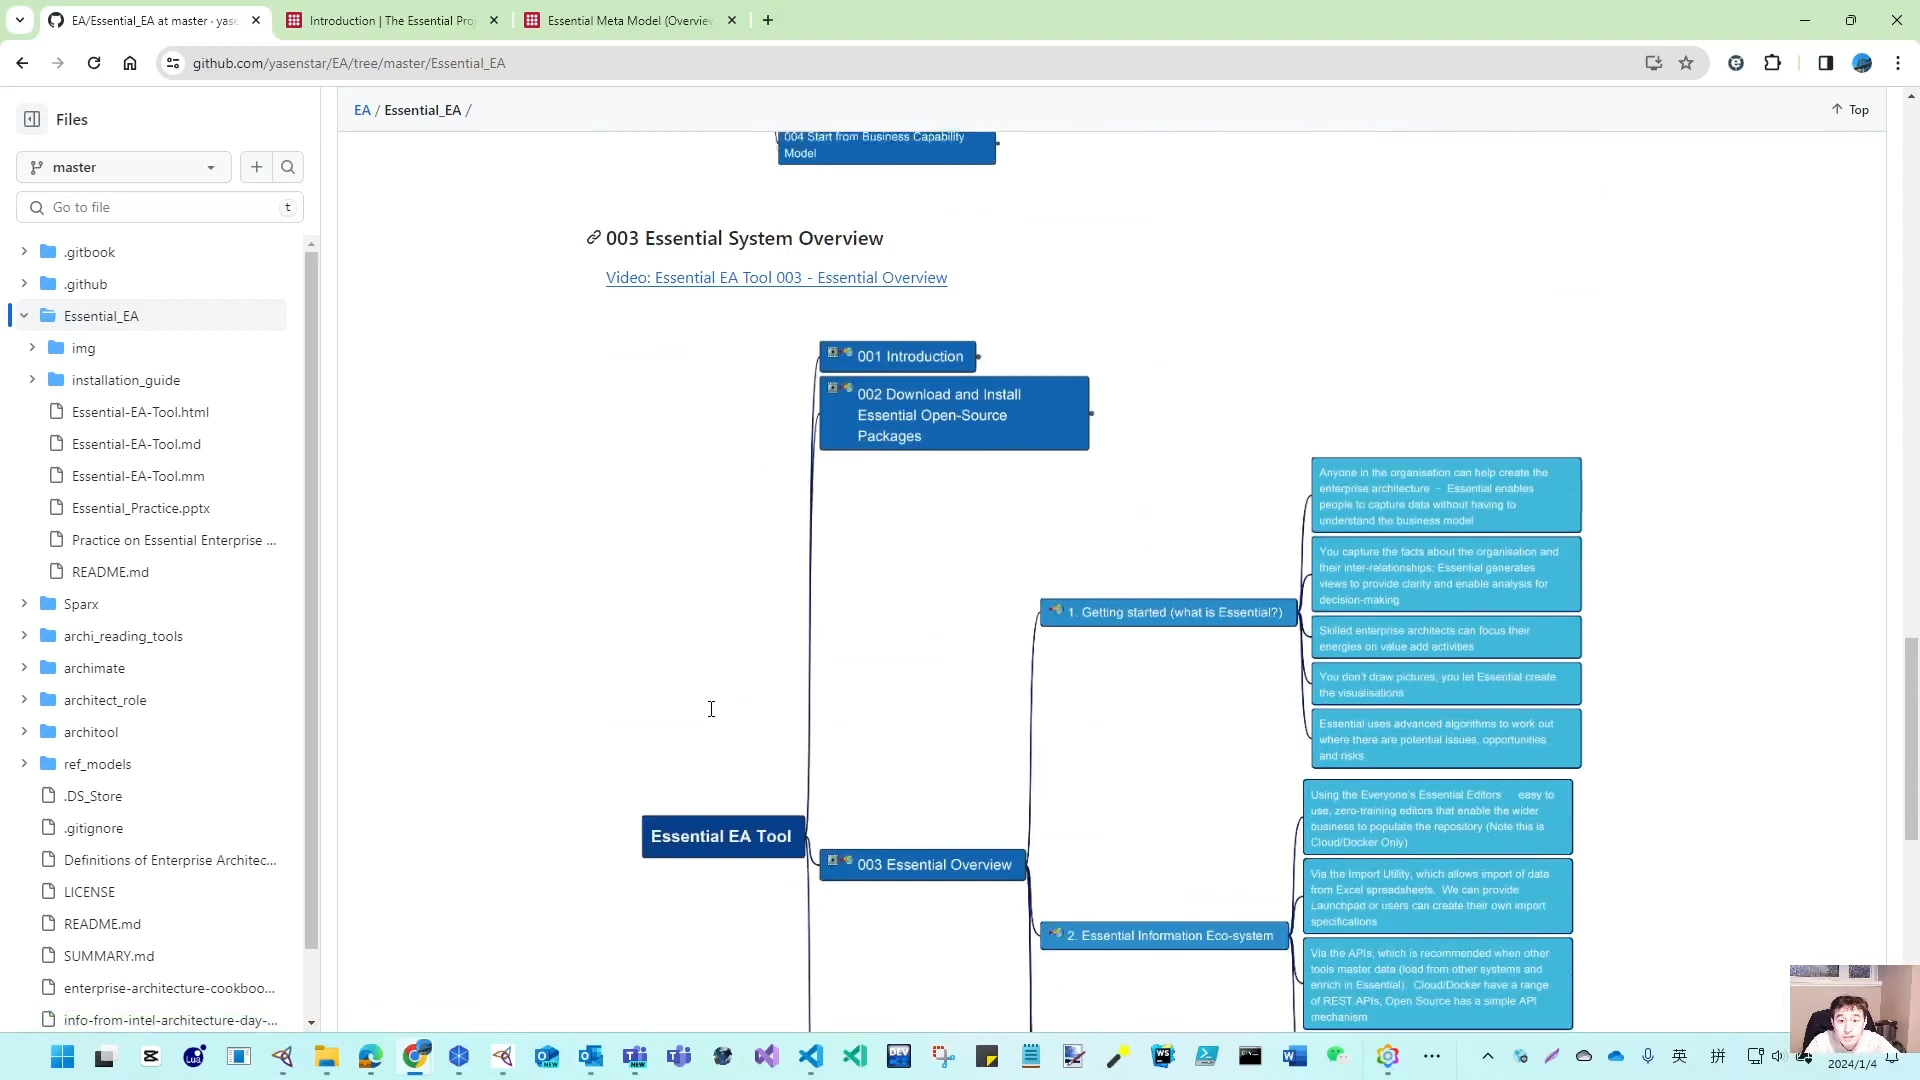 EA/Essential_EA at master · yase
Introduction | The Essential Pro
Essential Meta Model (Overview
github.com/yasenstar/EA/tree/master/Essential_EA
Files
EA / Essential_EA /
Top
master
Go to file
t
.gitbook
.github
Essential_EA
img
installation_guide
Essential-EA-Tool.html
Essential-EA-Tool.md
Essential-EA-Tool.mm
Essential_Practice.pptx
Practice on Essential Enterprise ...
README.md
Sparx
archi_reading_tools
archimate
architect_role
architool
ref_models
.DS_Store
.gitignore
Definitions of Enterprise Architec...
LICENSE
README.md
SUMMARY.md
enterprise-architecture-cookboo...
info-from-intel-architecture-day-...
004 Start from Business Capability
Model
003 Essential System Overview
Video: Essential EA Tool 003 - Essential Overview
001 Introduction
002 Download and Install
Essential Open-Source
Packages
Anyone in the organisation can help create the
enterprise architecture - Essential enables
people to capture data without having to
understand the business model
You capture the facts about the organisation and
their inter-relationships; Essential generates
views to provide clarity and enable analysis for
decision-making
1. Getting started (what is Essential?)
Skilled enterprise architects can focus their
energies on value add activities
You don't draw pictures, you let Essential create
the visualisations
Essential uses advanced algorithms to work out
where there are potential issues, opportunities
and risks
Essential EA Tool
003 Essential Overview
Using the Everyone's Essential Editors easy to
use, zero-training editors that enable the wider
business to populate the repository (Note this is
Cloud/Docker Only)
Via the Import Utility, which allows import of data
from Excel spreadsheets. We can provide
Launchpad or users can create their own import
specifications
2. Essential Information Eco-system
Via the APIs, which is recommended when other
tools master data (load from other systems and
enrich in Essential). Cloud/Docker have a range
of REST APIs, Open Source has a simple API
mechanism
Lua
NEW
NEW
DEV
WS
英
拼
2024/1/4